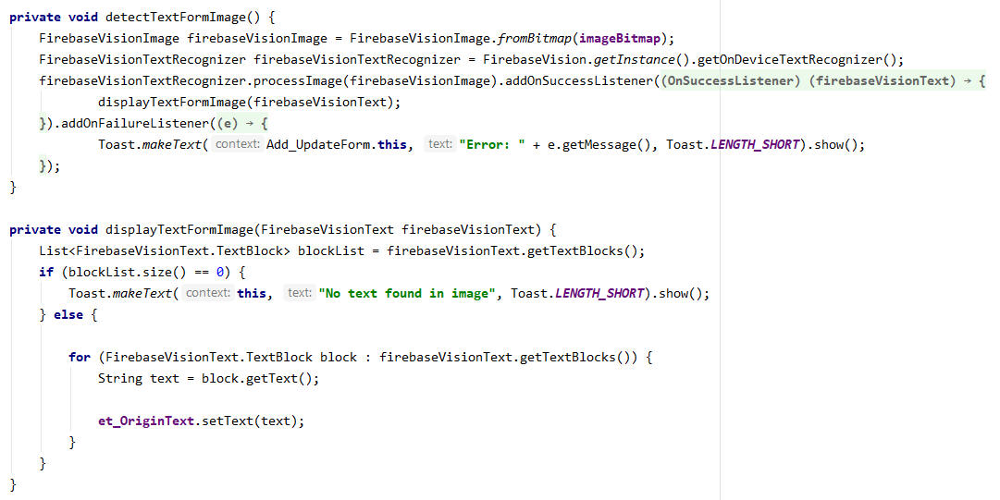 private void detectTextFormImage() {
FirebaseVisionImage firebaseVisionImage = FirebaseVisionImage.fromBitmap(imageBitmap);
FirebaseVisionTextRecognizer firebaseVisionTextRecognizer = FirebaseVision.getInstance().getOnDeviceTextRecognizer();
firebaseVisionTextRecognizer.processImage(firebaseVisionImage).addOnSuccessListener((OnSuccessListener) (firebaseVisionText) → {
displayTextFormImage(firebaseVisionText);
}).addOnFailureListener((e) → {
Toast.makeText( context: Add_UpdateForm.this, text: "Error: " + e.getMessage(), Toast.LENGTH_SHORT).show();
});
}
private void displayTextFormImage(FirebaseVisionText firebaseVisionText) {
List<FirebaseVisionText.TextBlock> blockList = firebaseVisionText.getTextBlocks();
if (blockList.size() == 0) {
Toast.makeText( context: this, text: "No text found in image", Toast.LENGTH_SHORT).show();
} else {
for (FirebaseVisionText.TextBlock block : firebaseVisionText.getTextBlocks()) {
String text = block.getText();
et_OriginText.setText(text);
}
}
}